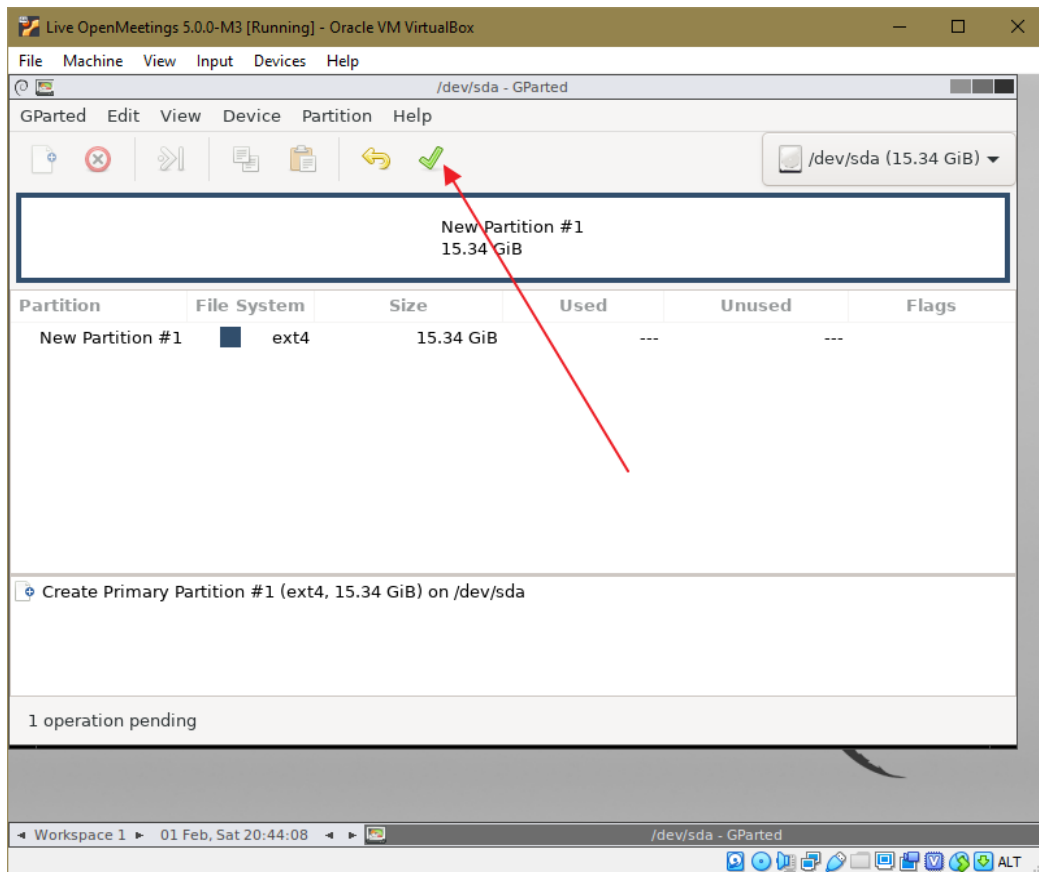 Live OpenMeetings 5.0.0-M3 [Running] - Oracle VM VirtualBox
File Machine View Input Devices Help
/dev/sda - GParted
GParted Edit View Device Partition Help
/dev/sda (15.34 GiB)
New Partition #1
15.34 GiB
Partition File System Size Used Unused Flags
New Partition #1 ext4 15.34 GiB --- ---
Create Primary Partition #1 (ext4, 15.34 GiB) on /dev/sda
1 operation pending
Workspace 1 01 Feb, Sat 20:44:08 /dev/sda - GParted
ALT